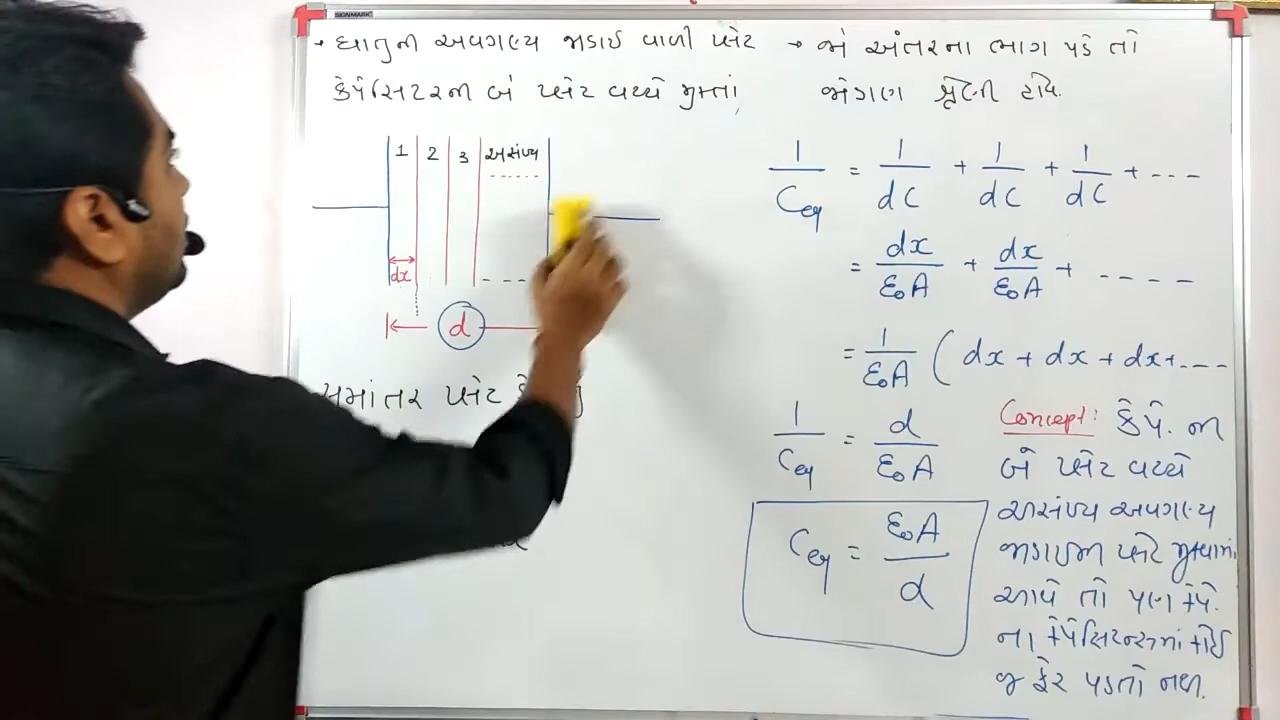 SIGNMARK
→ ધાતુની અવગણ્ય જાડાઈ વાળી પ્લેટ
કેપેસિટરની બે પ્લેટ વચ્ચે મુકતાં,
1 2 3 અસંખ્ય
------
dx
----
d
સમાંતર પ્લેટ
→ જો અંતરના ભાગ પડે તો
જોડાણ શ્રેણી હોય.
1/Ceq = 1/dC + 1/dC + 1/dC + ---
= dx/ε₀A + dx/ε₀A + ----
= 1/ε₀A ( dx + dx + dx+---
1/Ceq = d/ε₀A
Ceq = ε₀A/d
Concept: કેપે. ની
બે પ્લેટ વચ્ચે
અસંખ્ય અવગણ્ય
જાડાઈની પ્લેટ મુકવામાં
આવે તો પણ કેપે.
ના કેપેસિટન્સમાં કોઈ
જ ફેર પડતો નથી.